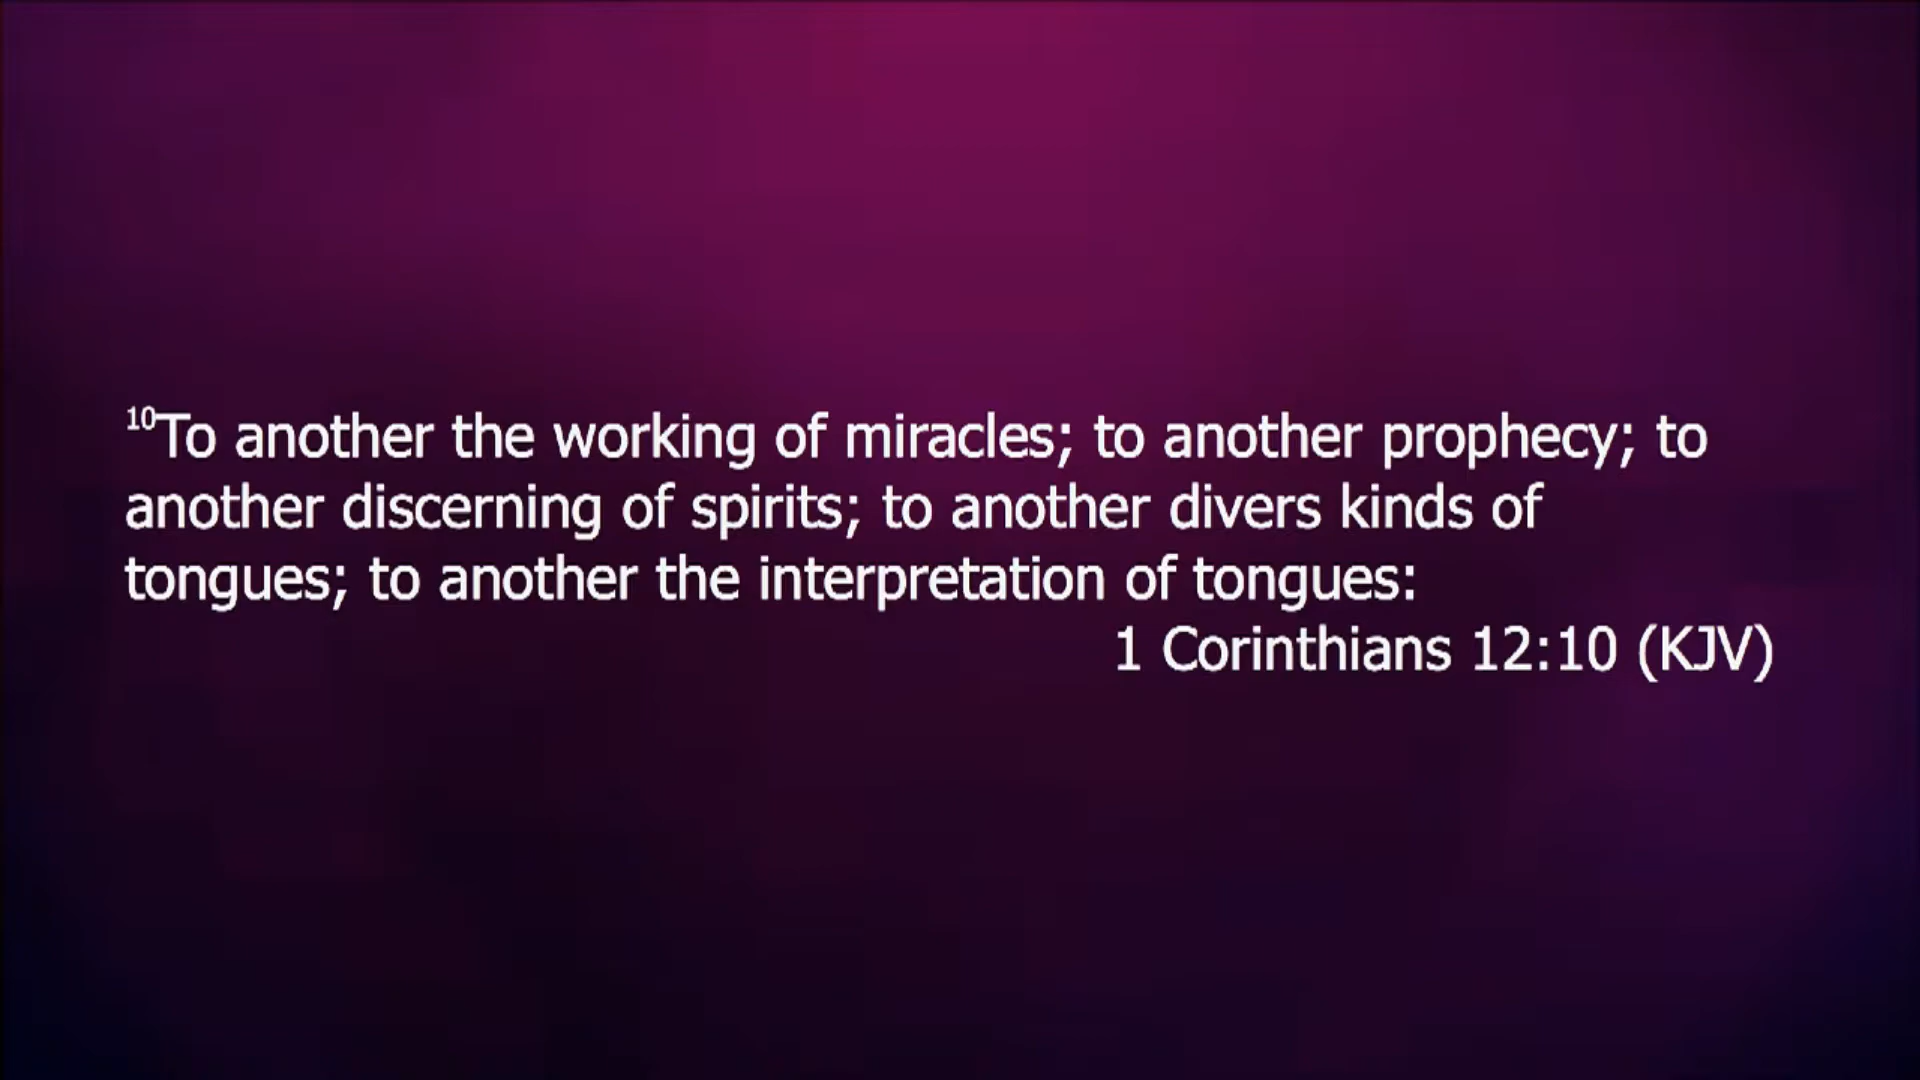 10To another the working of miracles; to another prophecy; to
another discerning of spirits; to another divers kinds of
tongues; to another the interpretation of tongues:
1 Corinthians 12:10 (KJV)